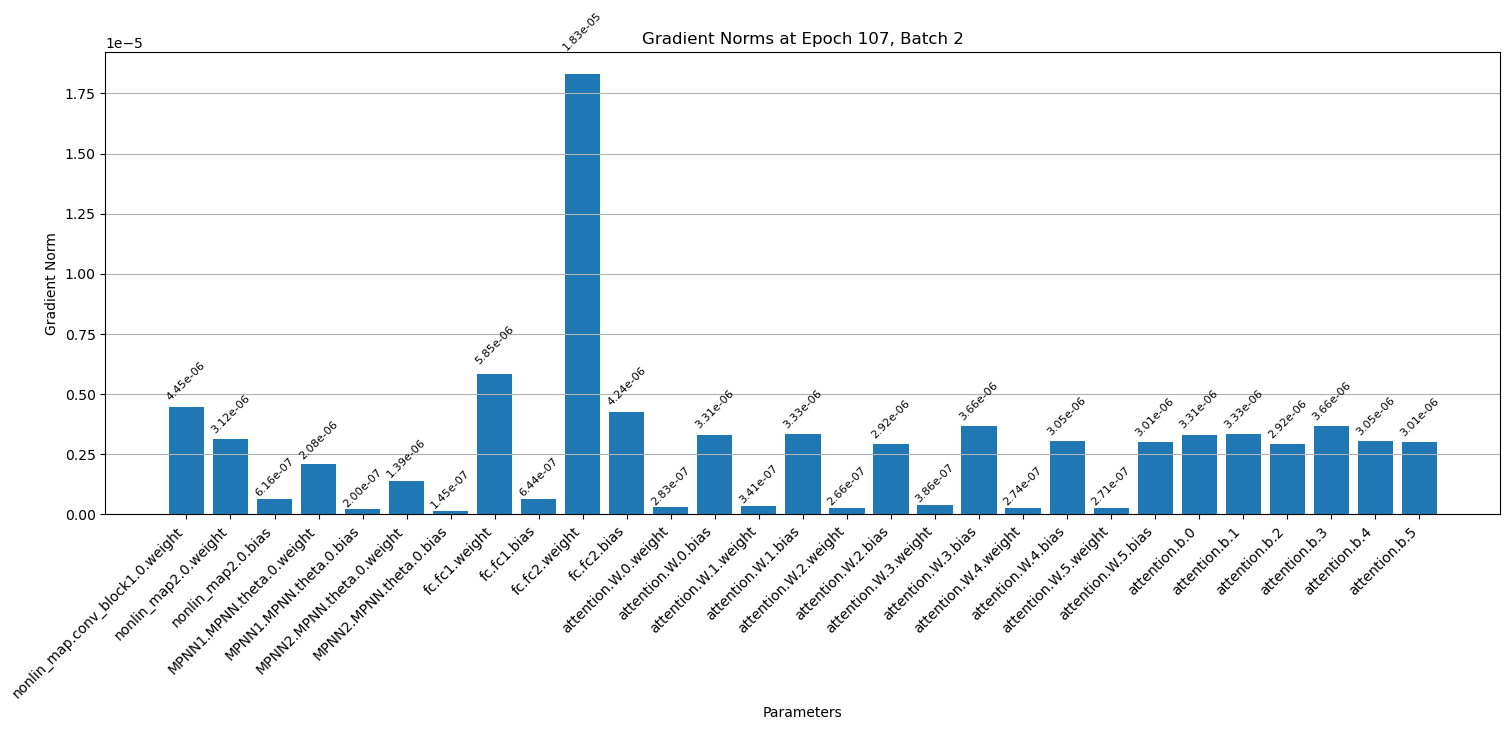 Gradient Norms at Epoch 107, Batch 2
1e−5
Gradient Norm
1.75
1.50
1.25
1.00
0.75
0.50
0.25
0.00
4.45e-06
3.12e-06
6.16e-07
2.08e-06
2.00e-07
1.39e-06
1.45e-07
5.85e-06
6.44e-07
1.83e-05
4.24e-06
2.83e-07
3.31e-06
3.41e-07
3.33e-06
2.66e-07
2.92e-06
3.86e-07
3.66e-06
2.74e-07
3.05e-06
2.71e-07
3.01e-06
3.31e-06
3.33e-06
2.92e-06
3.66e-06
3.05e-06
3.01e-06
nonlin_map.conv_block1.0.weight
nonlin_map2.0.weight
nonlin_map2.0.bias
MPNN1.MPNN.theta.0.weight
MPNN1.MPNN.theta.0.bias
MPNN2.MPNN.theta.0.weight
MPNN2.MPNN.theta.0.bias
fc.fc1.weight
fc.fc1.bias
fc.fc2.weight
fc.fc2.bias
attention.W.0.weight
attention.W.0.bias
attention.W.1.weight
attention.W.1.bias
attention.W.2.weight
attention.W.2.bias
attention.W.3.weight
attention.W.3.bias
attention.W.4.weight
attention.W.4.bias
attention.W.5.weight
attention.W.5.bias
attention.b.0
attention.b.1
attention.b.2
attention.b.3
attention.b.4
attention.b.5
Parameters